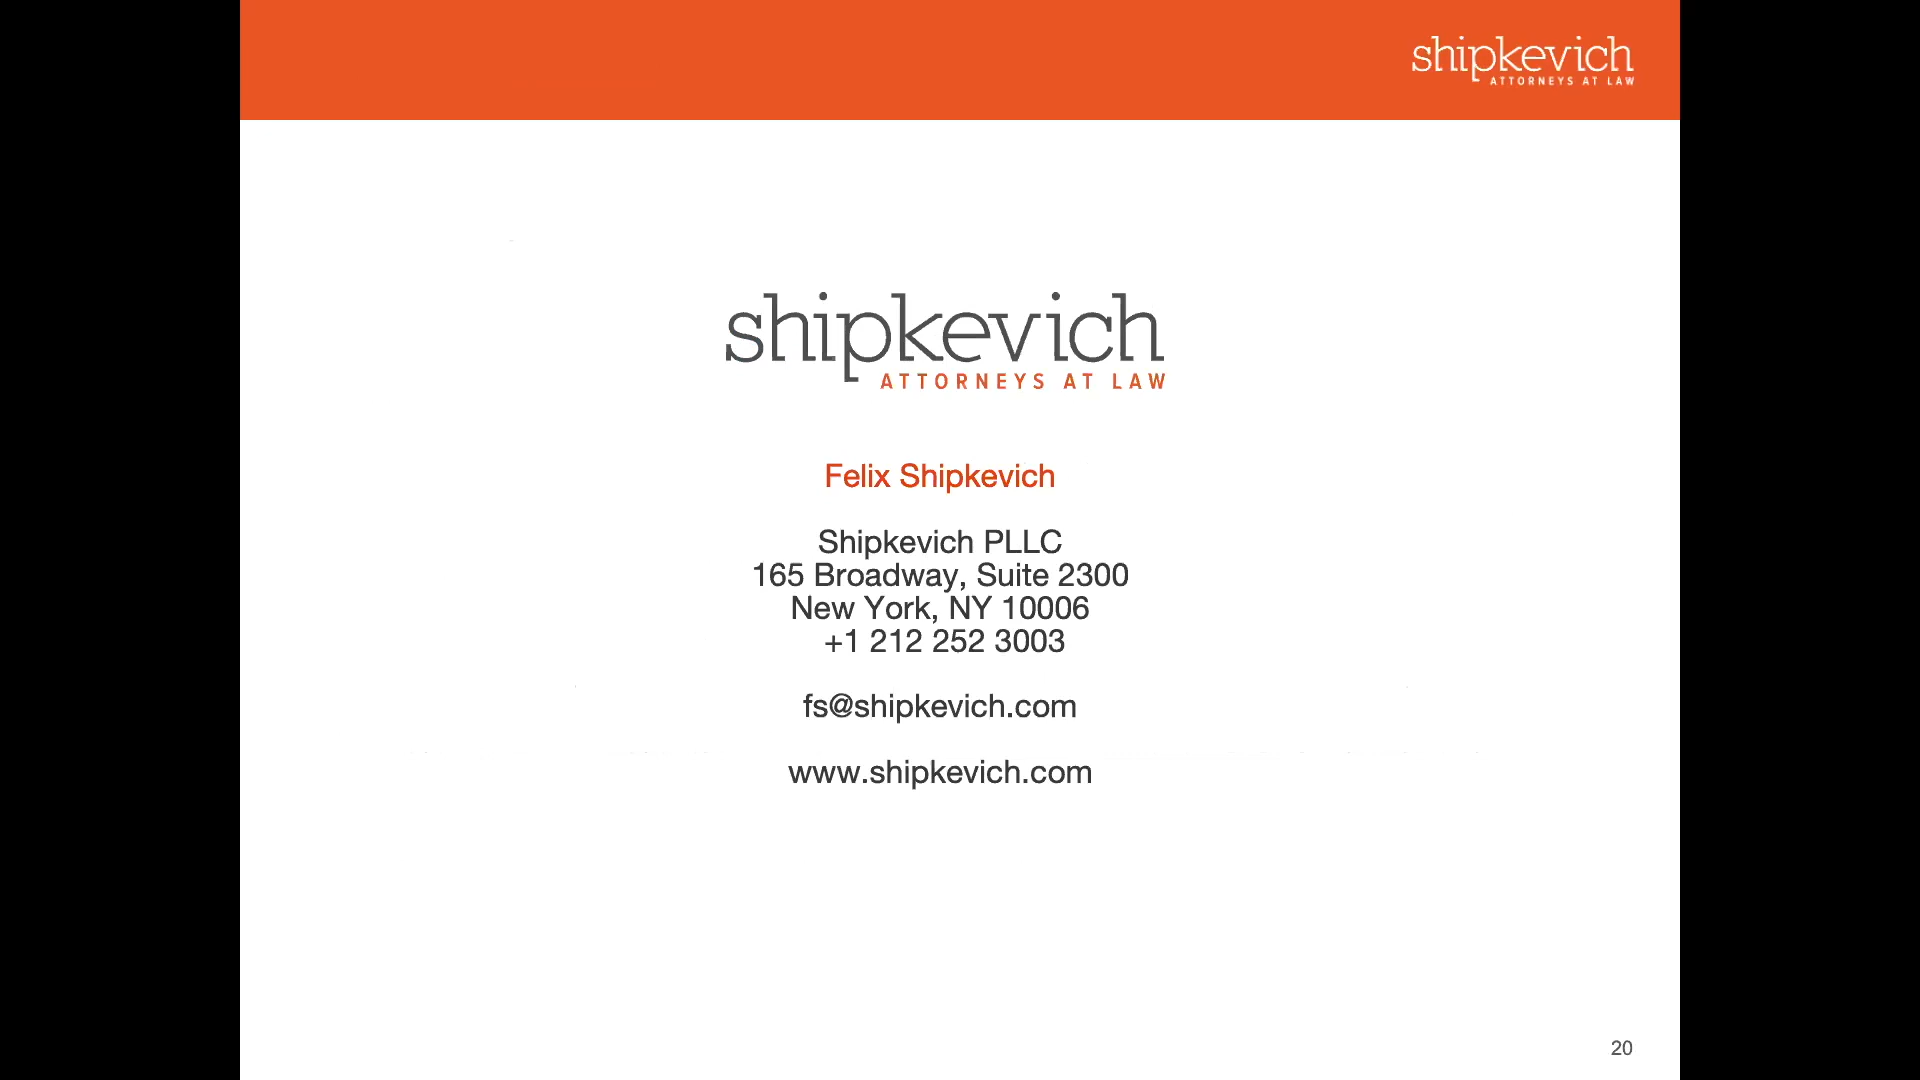 shipkevich
ATTORNEYS AT LAW
shipkevich
ATTORNEYS AT LAW
Felix Shipkevich
Shipkevich PLLC
165 Broadway, Suite 2300
New York, NY 10006
+1 212 252 3003
fs@shipkevich.com
www.shipkevich.com
20